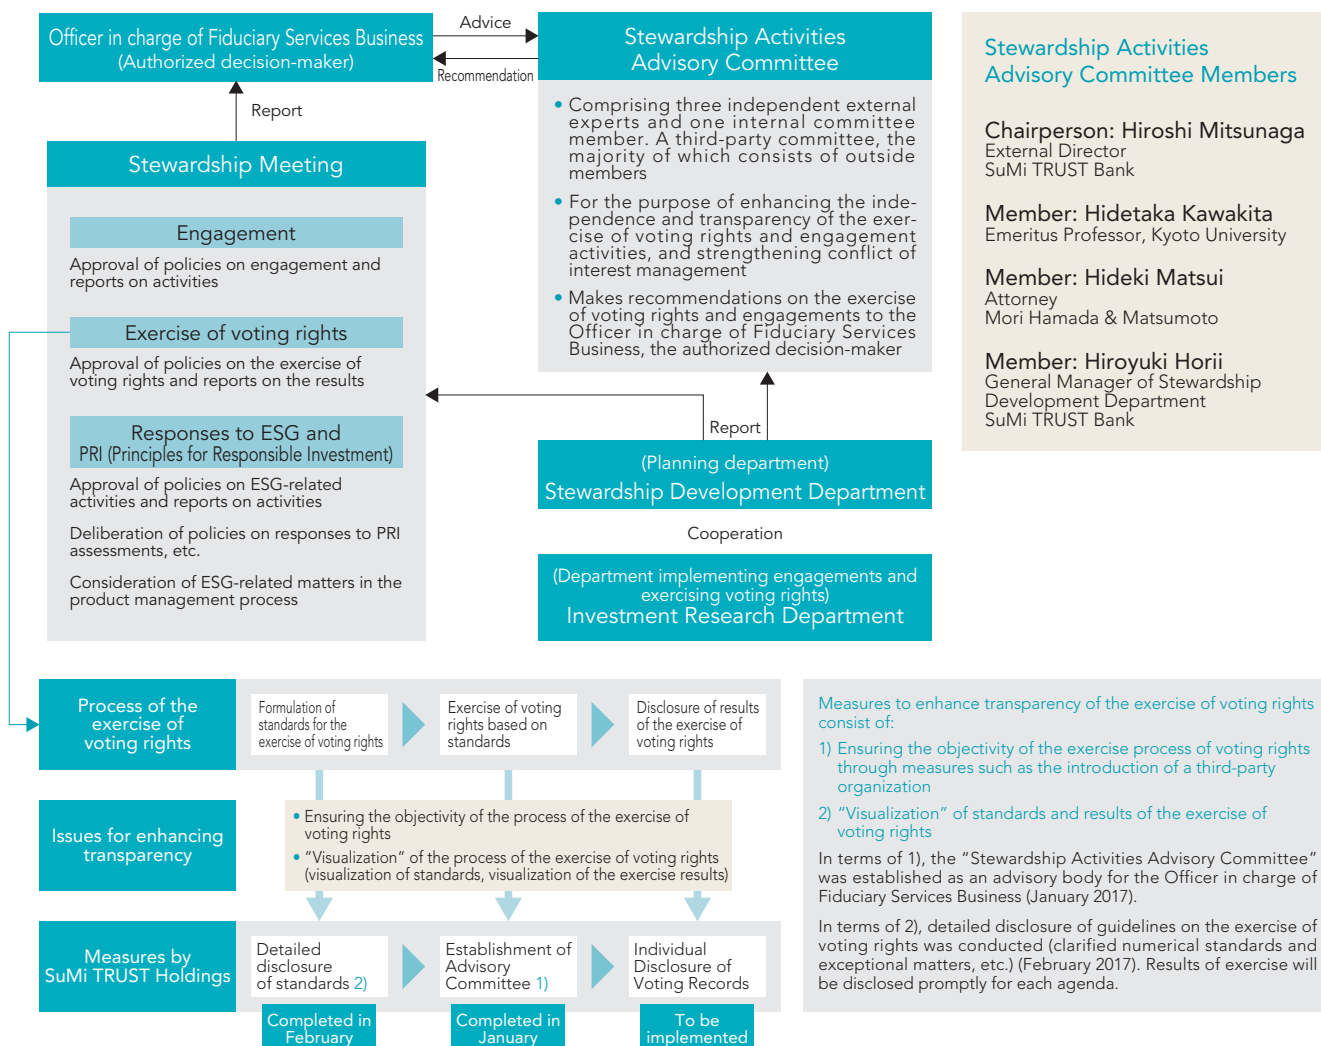 Officer in charge of Fiduciary Services Business
(Authorized decision-maker)
Advice
Recommendation
Report
Stewardship Activities
Advisory Committee
• Comprising three independent external
experts and one internal committee
member. A third-party committee, the
majority of which consists of outside
members
• For the purpose of enhancing the inde-
pendence and transparency of the exer-
cise of voting rights and engagement
activities, and strengthening conflict of
interest management
• Makes recommendations on the exercise
of voting rights and engagements to the
Officer in charge of Fiduciary Services
Business, the authorized decision-maker
Stewardship Activities
Advisory Committee Members
Chairperson: Hiroshi Mitsunaga
External Director
SuMi TRUST Bank
Member: Hidetaka Kawakita
Emeritus Professor, Kyoto University
Member: Hideki Matsui
Attorney
Mori Hamada & Matsumoto
Member: Hiroyuki Horii
General Manager of Stewardship
Development Department
SuMi TRUST Bank
Stewardship Meeting
Engagement
Approval of policies on engagement and
reports on activities
Exercise of voting rights
Approval of policies on the exercise of
voting rights and reports on the results
Responses to ESG and
PRI (Principles for Responsible Investment)
Approval of policies on ESG-related
activities and reports on activities
Deliberation of policies on responses to PRI
assessments, etc.
Consideration of ESG-related matters in the
product management process
Report
(Planning department)
Stewardship Development Department
Cooperation
(Department implementing engagements and
exercising voting rights)
Investment Research Department
Process of the
exercise of
voting rights
Formulation of
standards for the
exercise of voting rights
Exercise of voting
rights based on
standards
Disclosure of results
of the exercise of
voting rights
Issues for enhancing
transparency
• Ensuring the objectivity of the process of the exercise of
voting rights
• “Visualization” of the process of the exercise of voting rights
(visualization of standards, visualization of the exercise results)
Measures by
SuMi TRUST Holdings
Detailed
disclosure
of standards 2)
Establishment of
Advisory
Committee 1)
Individual
Disclosure of
Voting Records
Completed in
February
Completed in
January
To be
implemented
Measures to enhance transparency of the exercise of voting rights
consist of:
1) Ensuring the objectivity of the exercise process of voting rights
through measures such as the introduction of a third-party
organization
2) “Visualization” of standards and results of the exercise of
voting rights
In terms of 1), the “Stewardship Activities Advisory Committee”
was established as an advisory body for the Officer in charge of
Fiduciary Services Business (January 2017).
In terms of 2), detailed disclosure of guidelines on the exercise of
voting rights was conducted (clarified numerical standards and
exceptional matters, etc.) (February 2017). Results of exercise will
be disclosed promptly for each agenda.